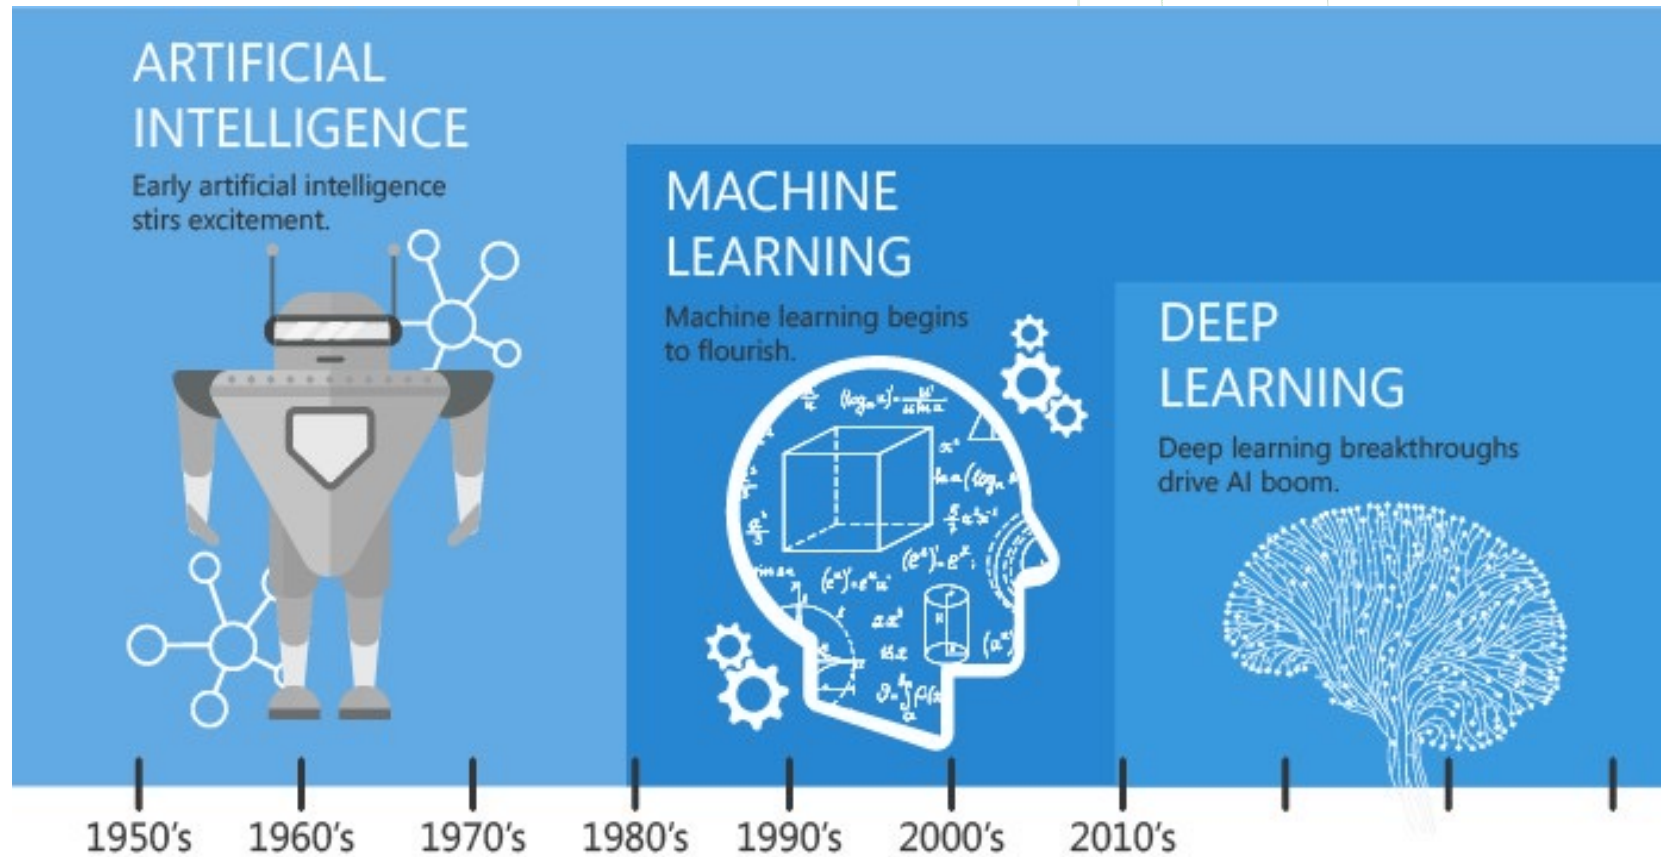 ARTIFICIAL
INTELLIGENCE
Early artificial intelligence
stirs excitement.
MACHINE
LEARNING
Machine learning begins
to flourish.
DEEP
LEARNING
Deep learning breakthroughs
drive AI boom.
1950's 1960's 1970's 1980's 1990's 2000's 2010's